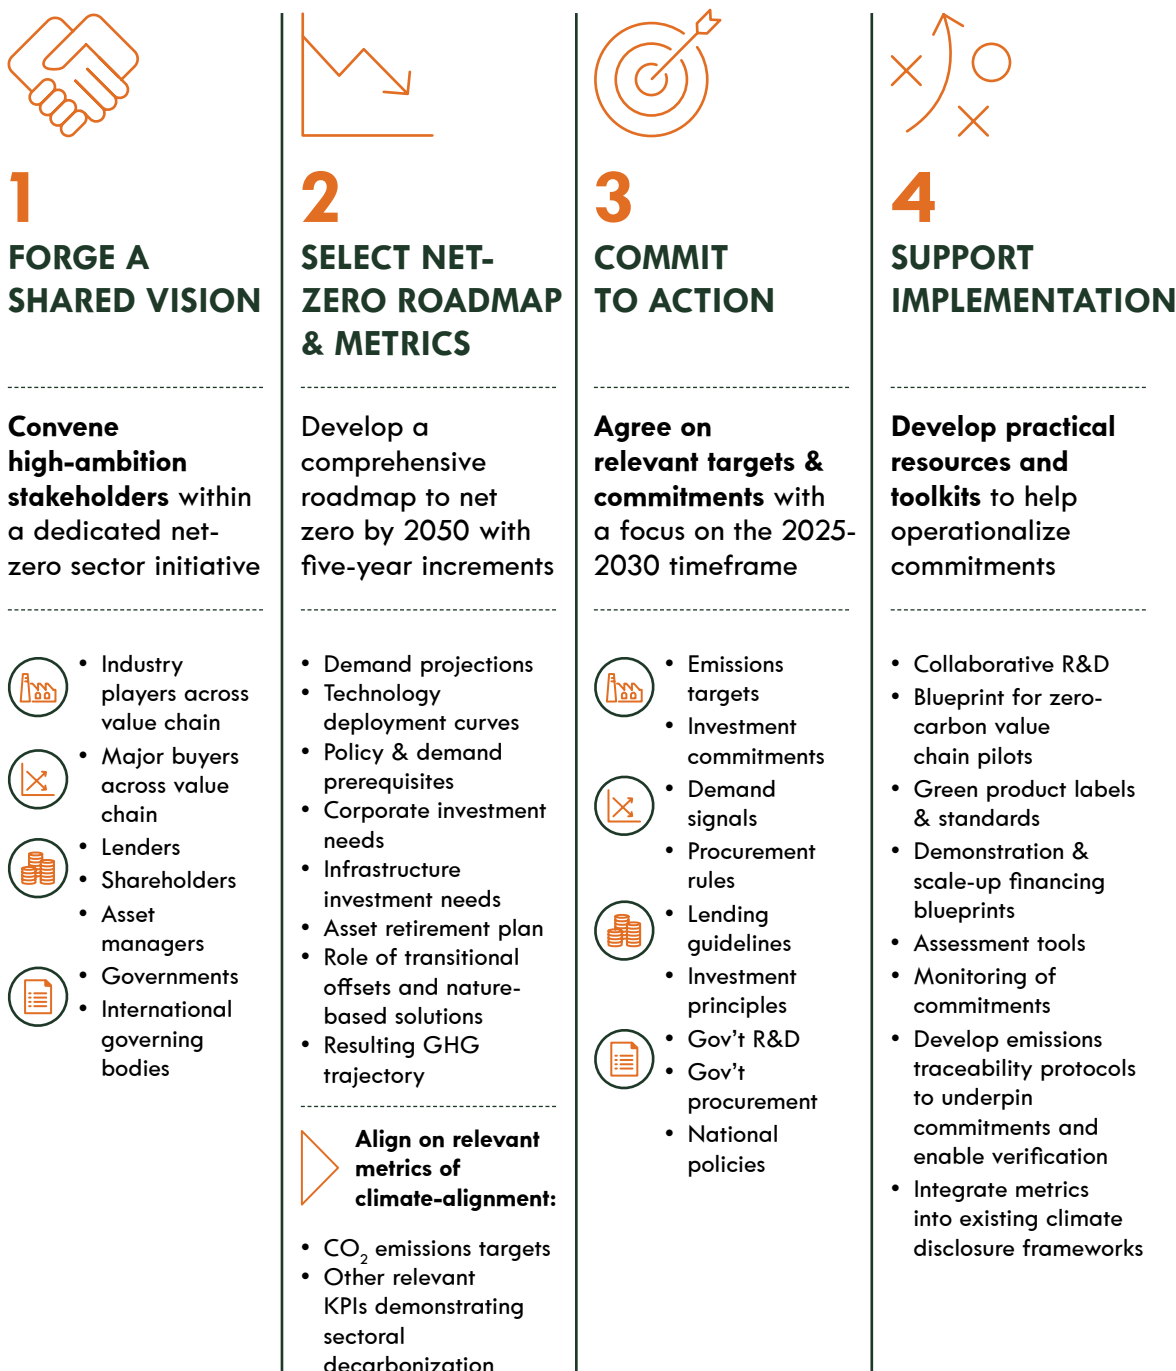 1
FORGE A
SHARED VISION
Convene
high-ambition
stakeholders within
a dedicated net-
zero sector initiative
• Industry
players across
value chain
• Major buyers
across value
chain
• Lenders
• Shareholders
• Asset
managers
• Governments
• International
governing
bodies
2
SELECT NET-
ZERO ROADMAP
& METRICS
Develop a
comprehensive
roadmap to net
zero by 2050 with
five-year increments
• Demand projections
• Technology
deployment curves
• Policy & demand
prerequisites
• Corporate investment
needs
• Infrastructure
investment needs
• Asset retirement plan
• Role of transitional
offsets and nature-
based solutions
• Resulting GHG
trajectory
Align on relevant
metrics of
climate-alignment:
• CO₂ emissions targets
• Other relevant
KPIs demonstrating
sectoral
decarbonization
3
COMMIT
TO ACTION
Agree on
relevant targets &
commitments with
a focus on the 2025-
2030 timeframe
• Emissions
targets
• Investment
commitments
• Demand
signals
• Procurement
rules
• Lending
guidelines
• Investment
principles
• Gov’t R&D
• Gov’t
procurement
• National
policies
4
SUPPORT
IMPLEMENTATION
Develop practical
resources and
toolkits to help
operationalize
commitments
• Collaborative R&D
• Blueprint for zero-
carbon value
chain pilots
• Green product labels
& standards
• Demonstration &
scale-up financing
blueprints
• Assessment tools
• Monitoring of
commitments
• Develop emissions
traceability protocols
to underpin
commitments and
enable verification
• Integrate metrics
into existing climate
disclosure frameworks